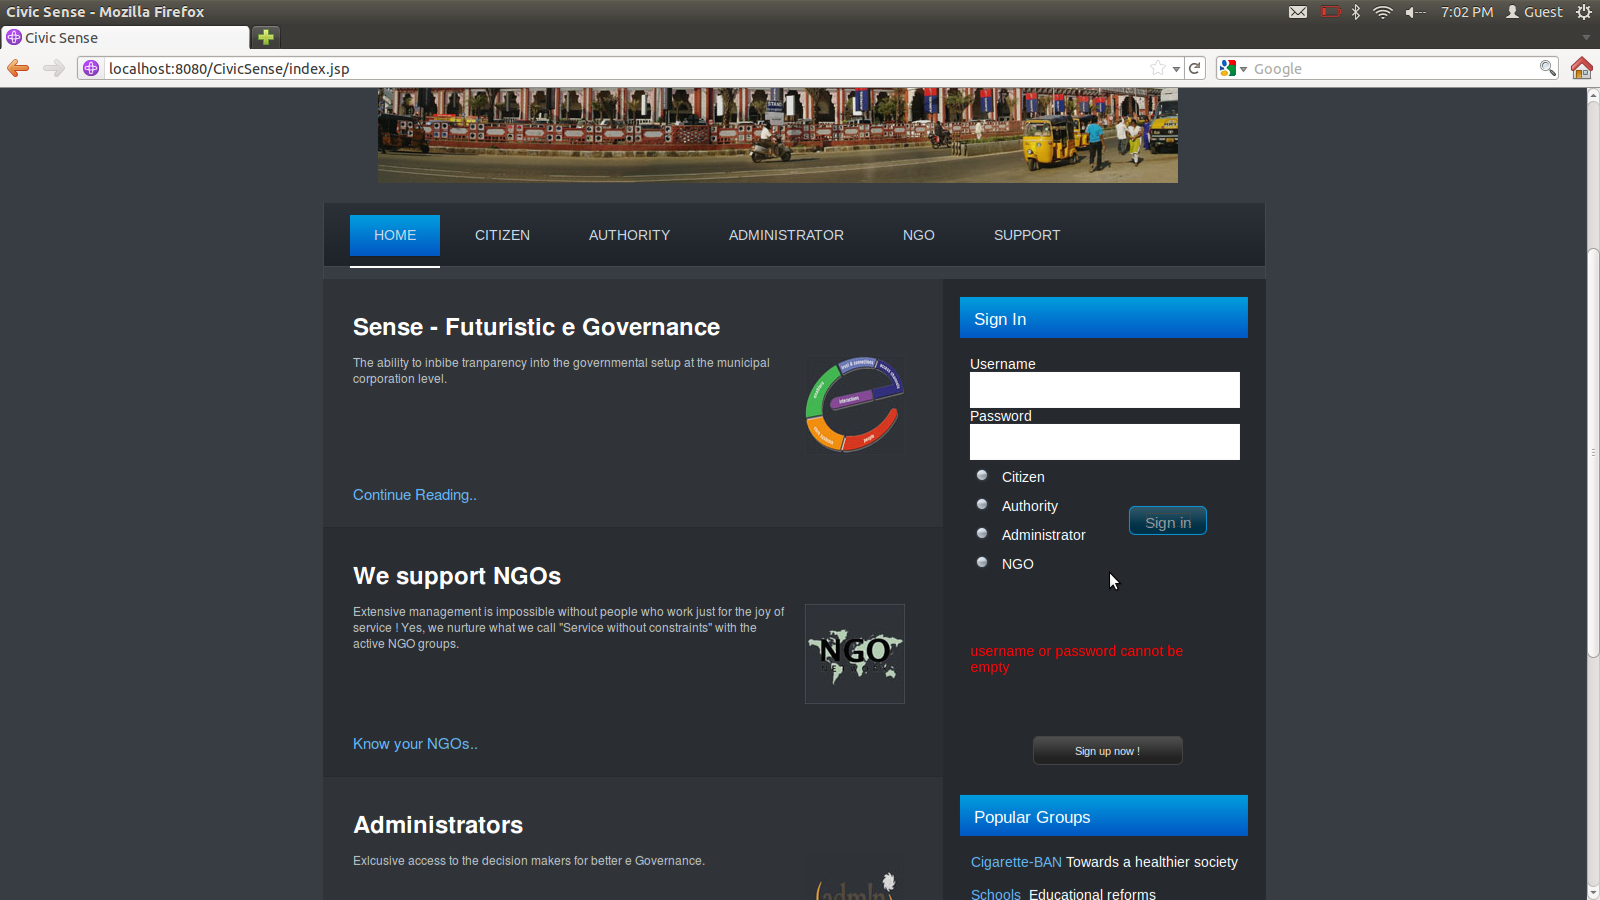 Civic Sense - Mozilla Firefox
7:02 PM Guest
Civic Sense
localhost:8080/CivicSense/index.jsp
Google
HOME CITIZEN AUTHORITY ADMINISTRATOR NGO SUPPORT
Sense - Futuristic e Governance
The ability to inbibe tranparency into the governmental setup at the municipal
corporation level.
interactions
people
Continue Reading..
We support NGOs
Extensive management is impossible without people who work just for the joy of
service ! Yes, we nurture what we call "Service without constraints" with the
active NGO groups.
NGO
Know your NGOs..
Administrators
Exlcusive access to the decision makers for better e Governance.
Sign In
Username
Password
Citizen
Authority
Administrator
NGO
Sign in
username or password cannot be
empty
Sign up now !
Popular Groups
Cigarette-BAN Towards a healthier society
Schools Educational reforms